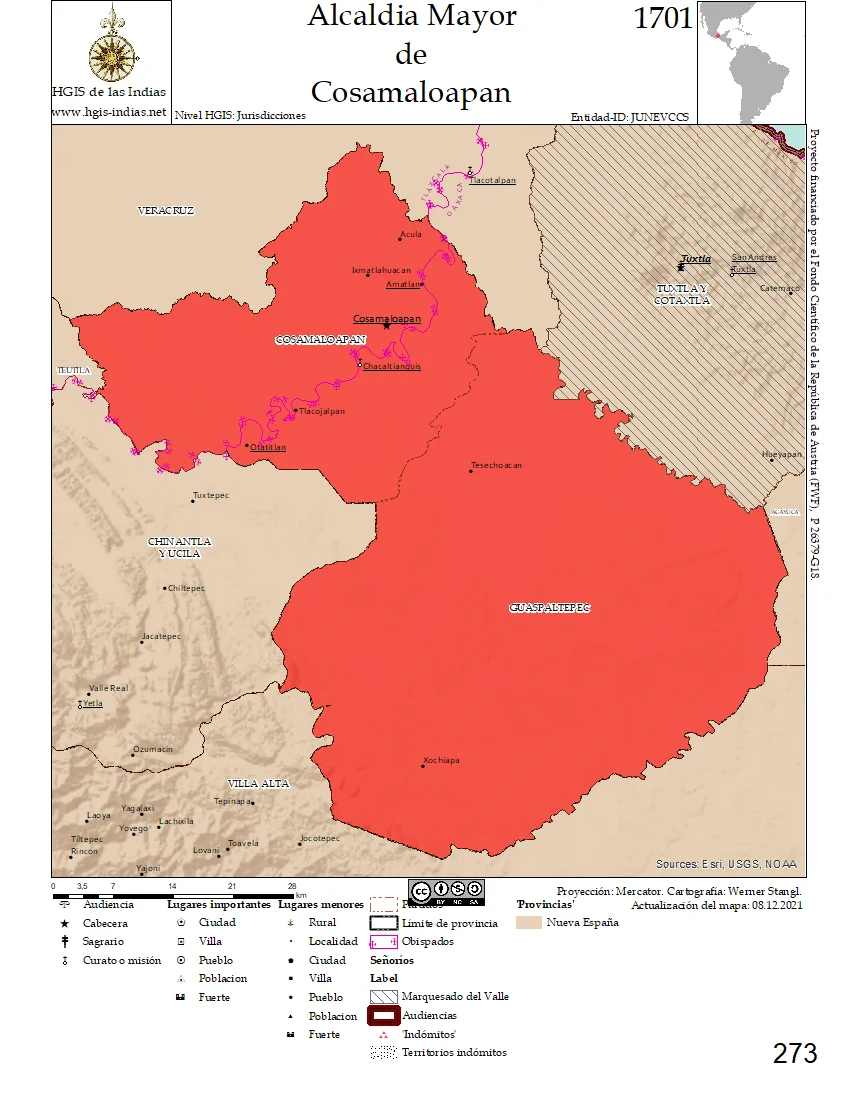 Alcaldia Mayor
de
Cosamaloapan
1701
HGIS de las Indias
www.hgis-indias.net
Nivel HGIS: Jurisdicciones
Entidad-ID: JUNEVCCS
Proyecto financiado por el Fondo Científico de la República de Austria (FWF), P 26379-G18.
TLAXCALA
OAXACA
Tlacotalpan
VERACRUZ
Acula
Ixmatlahuacan
Amatlan
Tuxtla
San Andres
Tuxtla
TUXTLA Y
COTAXTLA
Catemaco
Cosamaloapan
COSAMALOAPAN
TEUTILA
Chacaltianguis
Tlacojalpan
Otatitlan
Tesechoacan
Hueyapan
Tuxtepec
ACAYUCA
CHINANTLA
Y UCILA
Chiltepec
GUASPALTEPEC
Jacatepec
Valle Real
Yetla
Ozumacin
Xochiapa
VILLA ALTA
Tepinapa
Yagalaxi
Laoya
Lachixila
Yovego
Tiltepec
Rincon
Toavela
Lovani
Jocotepec
Yajoni
Sources: Esri, USGS, NOAA
0 3,5 7 14 21 28
km
BY NC SA
Proyección: Mercator. Cartografía: Werner Stangl.
Actualización del mapa: 08.12.2021
Audiencia
Cabecera
Sagrario
Curato o misión
Lugares importantes
Ciudad
Villa
Pueblo
Poblacion
Fuerte
Lugares menores
Rural
Localidad
Ciudad
Villa
Pueblo
Poblacion
Fuerte
Partidos
Límite de provincia
Obispados
Señoríos
Label
Marquesado del Valle
Audiencias
'Indómitos'
Territorios indómitos
'Provincias'
Nueva España
273